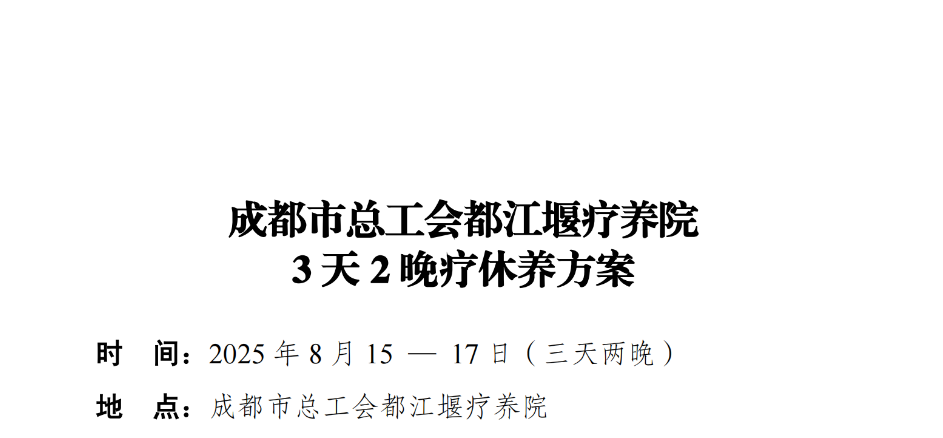 成都市总工会都江堰疗养院
3 天 2 晚疗休养方案
时 间：2025 年 8 月 15 — 17 日（三天两晚）
地 点：成都市总工会都江堰疗养院